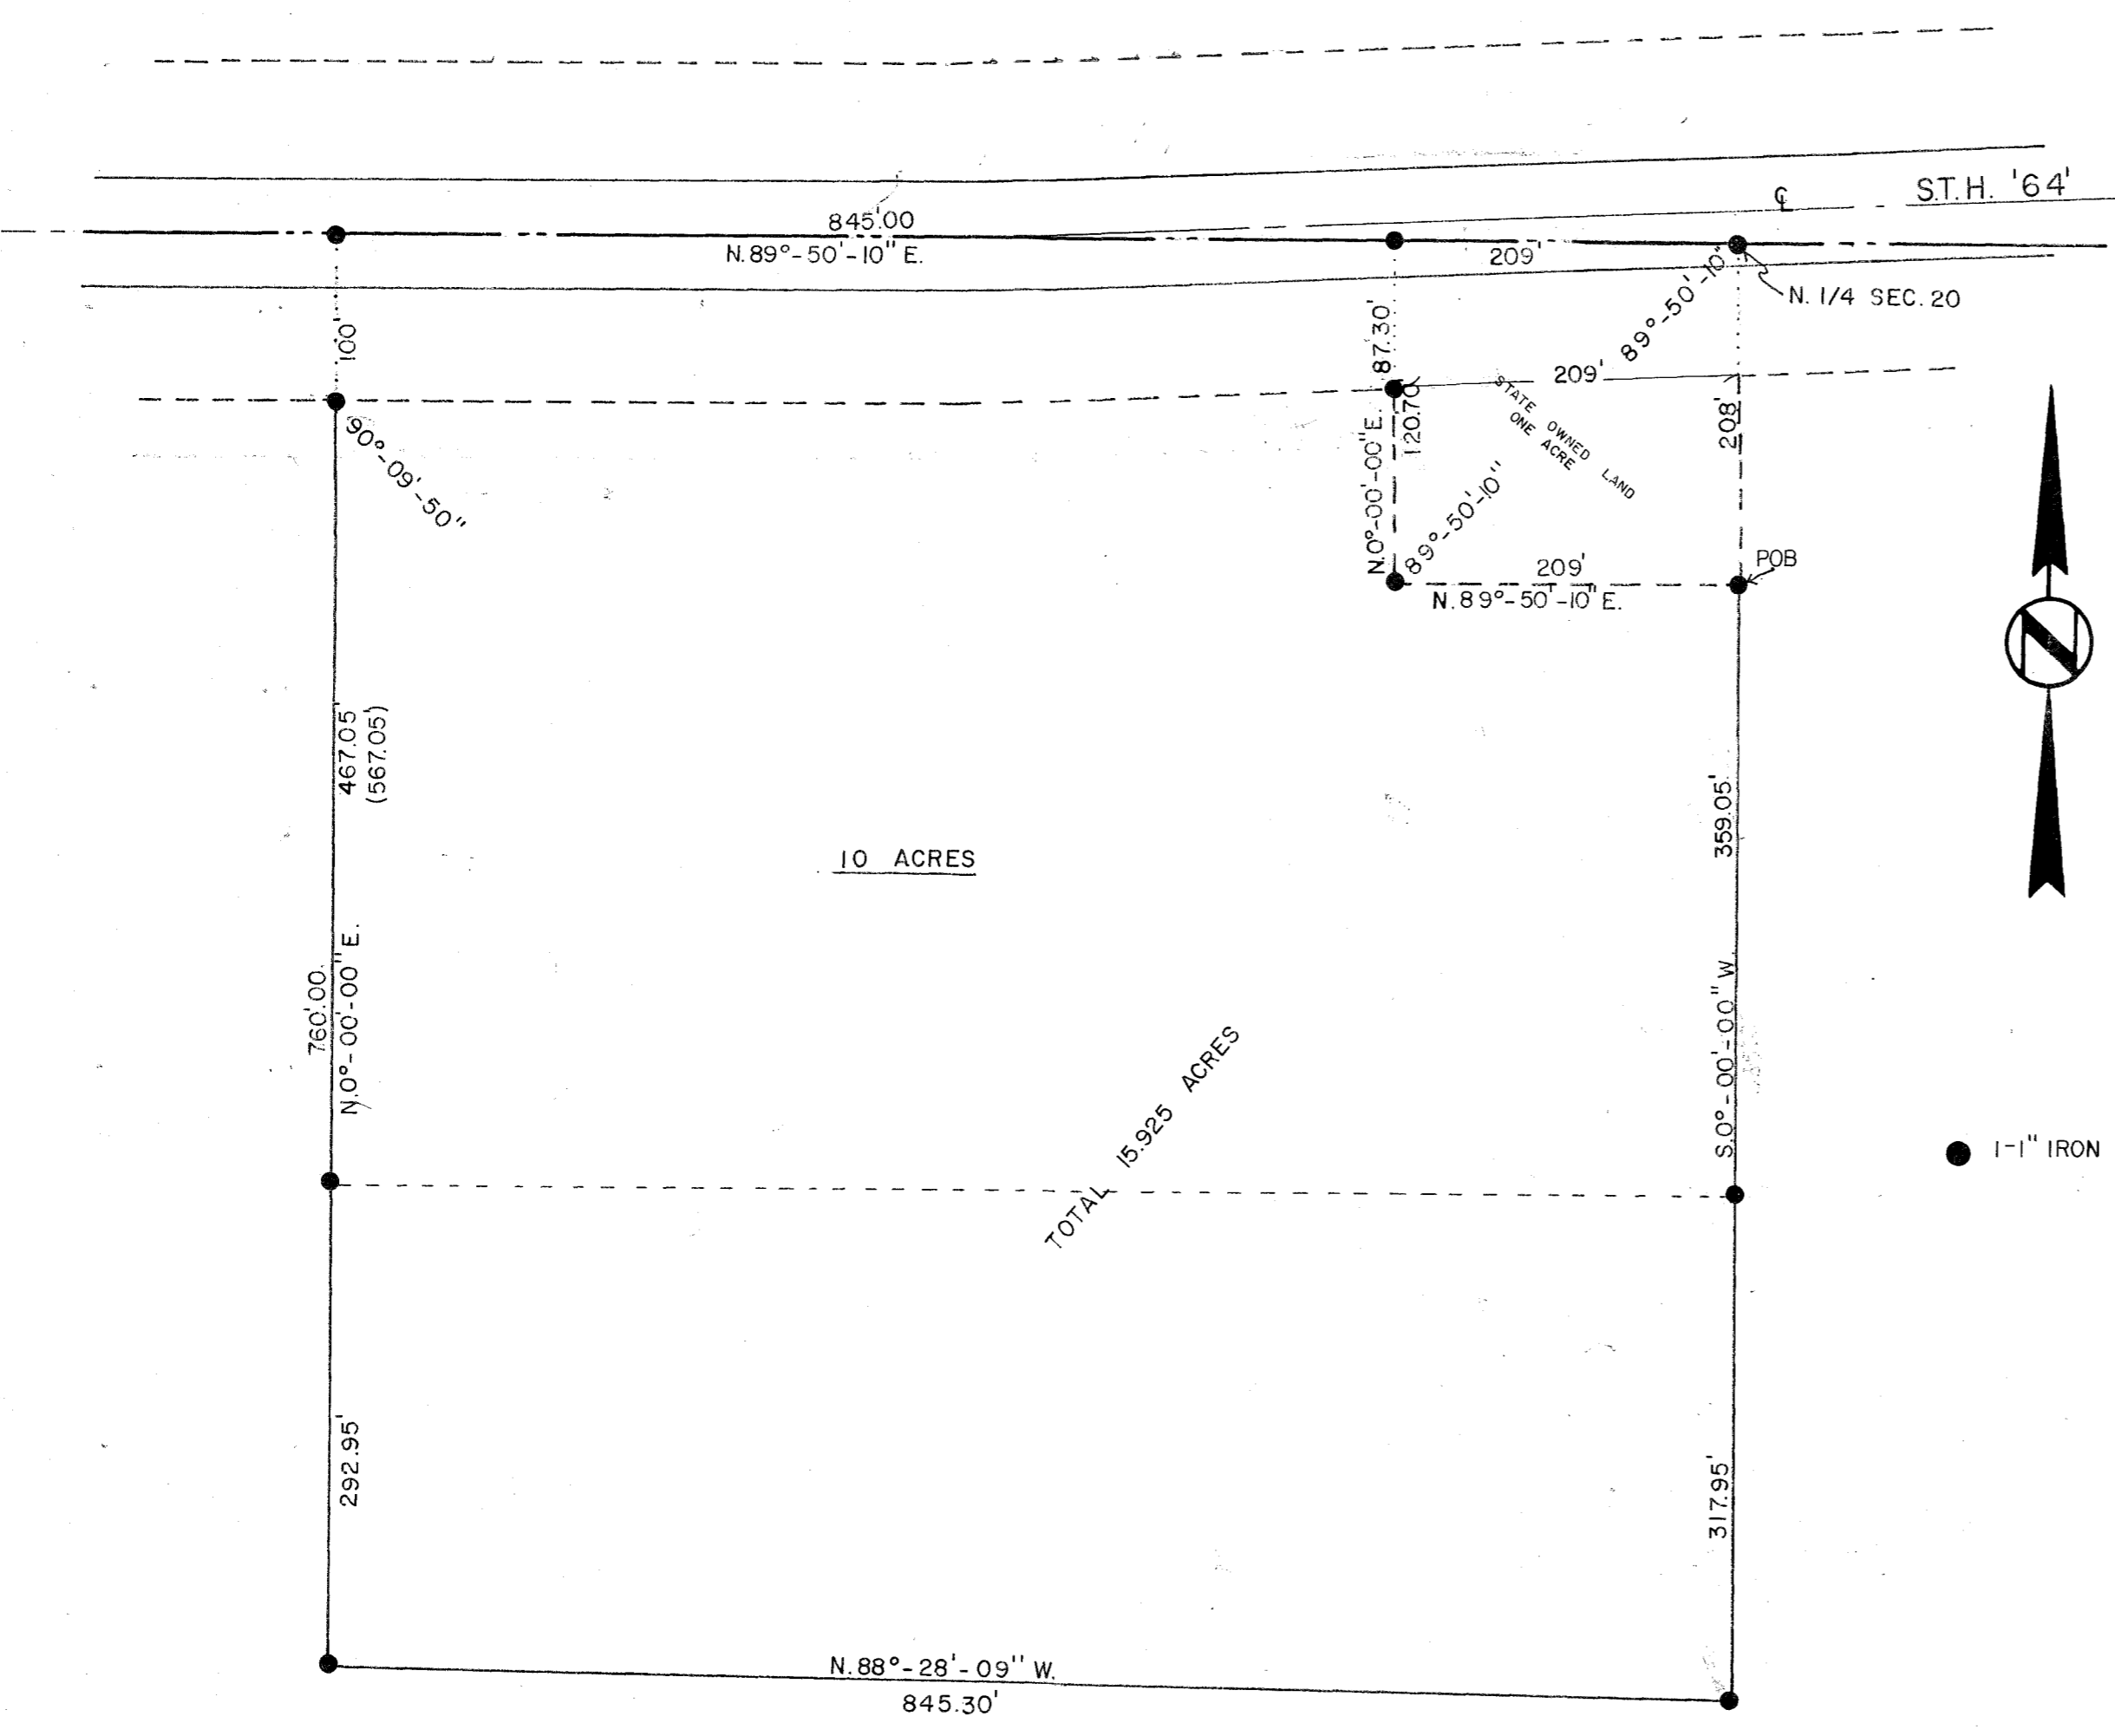 S.T.H. '64'
℄
845'.00
N.89°-50'-10"E.
209'
N. 1/4 SEC. 20
89°-50'-10"
100'
87.30'
209'
STATE OWNED LAND
ONE ACRE
208'
120.70'
N.0°-00'-00"E.
90°-09'-50"
89°-50'-10"
209'
N.89°-50'-10"E.
POB
N
467.05'
(567.05')
359.05'
10 ACRES
760'.00
N.0°-00'-00"E.
S.0°-00'-00"W.
TOTAL 15.925 ACRES
1-1" IRON
292.95'
317.95'
N.88°-28'-09"W.
845.30'